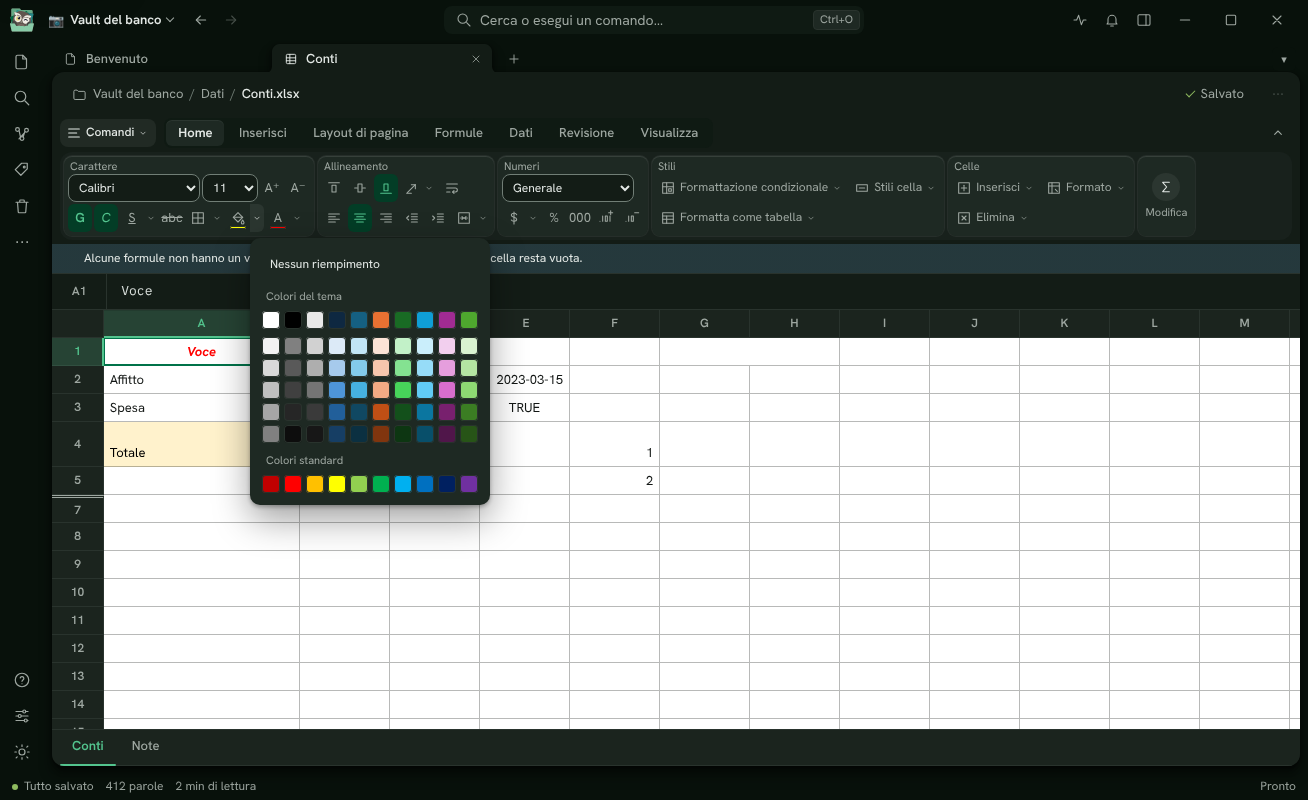 Vault del banco
Cerca o esegui un comando...
Ctrl+O
Benvenuto
Conti
Vault del banco / Dati / Conti.xlsx
Salvato
Comandi
Home
Inserisci
Layout di pagina
Formule
Dati
Revisione
Visualizza
Carattere
Allineamento
Numeri
Stili
Celle
Calibri
11
A+
A−
Generale
Formattazione condizionale
Stili cella
Inserisci
Formato
Σ
Modifica
G
C
S
abc
A
$
%
000
Formatta come tabella
Elimina
Alcune formule non hanno un v
cella resta vuota.
Nessun riempimento
A1
Voce
Colori del tema
A
E
F
G
H
I
J
K
L
M
1
Voce
2
Affitto
2023-03-15
3
Spesa
TRUE
4
Totale
1
Colori standard
5
2
7
8
9
10
11
12
13
14
Conti
Note
Tutto salvato
412 parole
2 min di lettura
Pronto